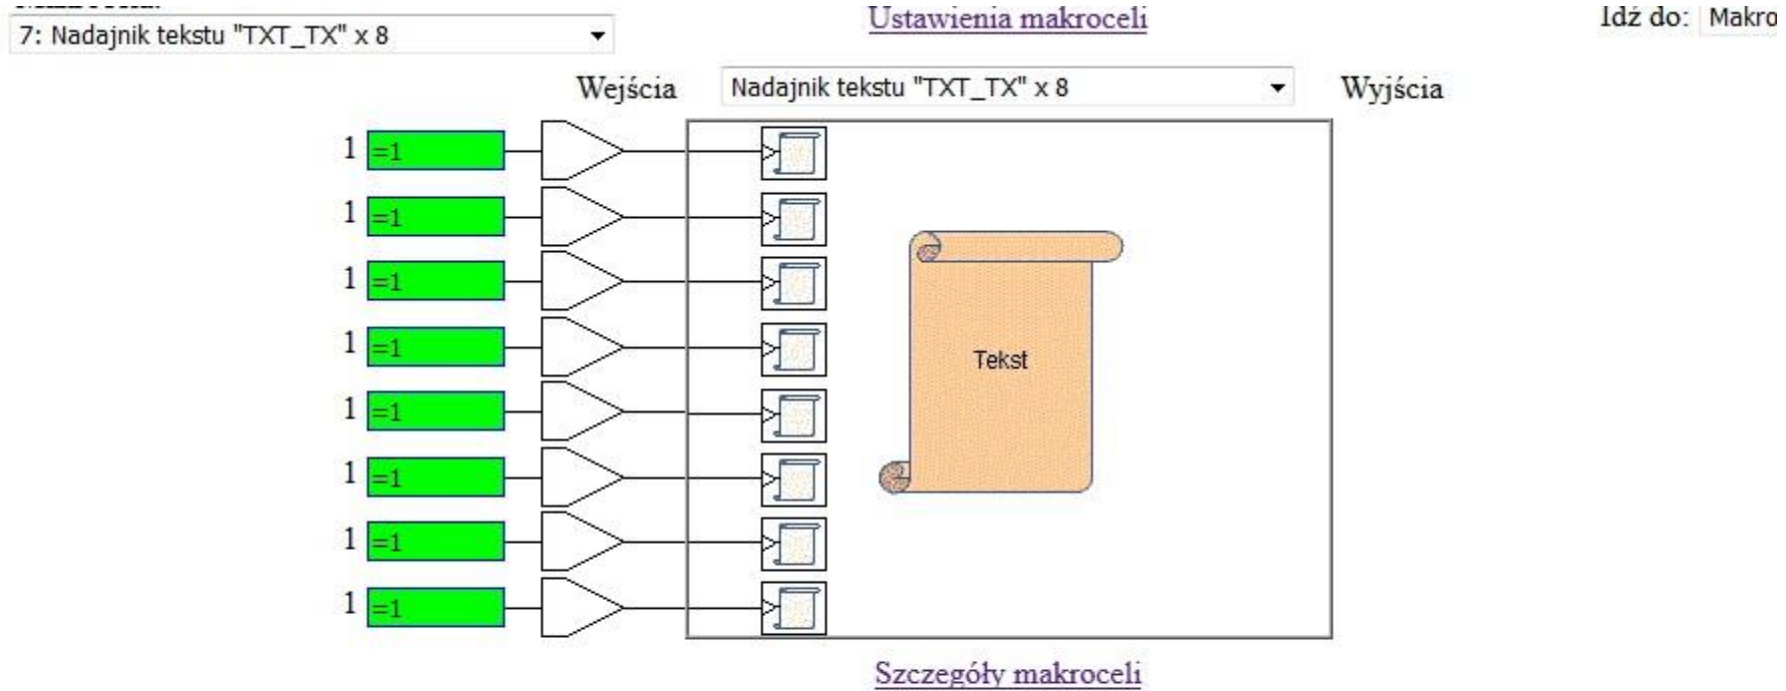 7: Nadajnik tekstu "TXT_TX" x 8
Ustawienia makroceli
Idź do: Makro
Wejścia
Nadajnik tekstu "TXT_TX" x 8
Wyjścia
1 =1
1 =1
1 =1
1 =1
1 =1
1 =1
1 =1
1 =1
Tekst
Szczegóły makroceli